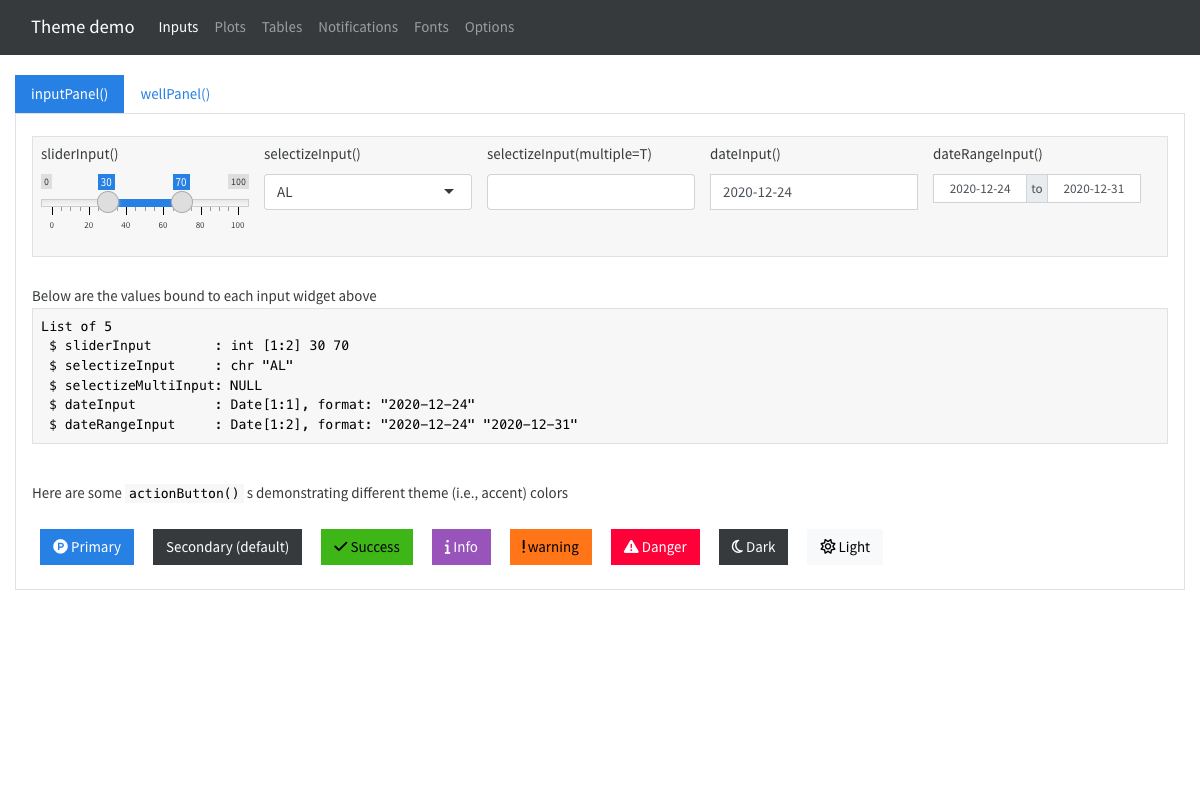 Theme demo Inputs Plots Tables Notifications Fonts Options
inputPanel() wellPanel()
sliderInput() selectizeInput() selectizeInput(multiple=T) dateInput() dateRangeInput()
0 30 70 100
AL 2020-12-24 2020-12-24 to 2020-12-31
0 20 40 60 80 100
Below are the values bound to each input widget above
List of 5
 $ sliderInput        : int [1:2] 30 70
 $ selectizeInput     : chr "AL"
 $ selectizeMultiInput: NULL
 $ dateInput          : Date[1:1], format: "2020-12-24"
 $ dateRangeInput     : Date[1:2], format: "2020-12-24" "2020-12-31"
Here are some actionButton() s demonstrating different theme (i.e., accent) colors
Primary Secondary (default) Success Info warning Danger Dark Light